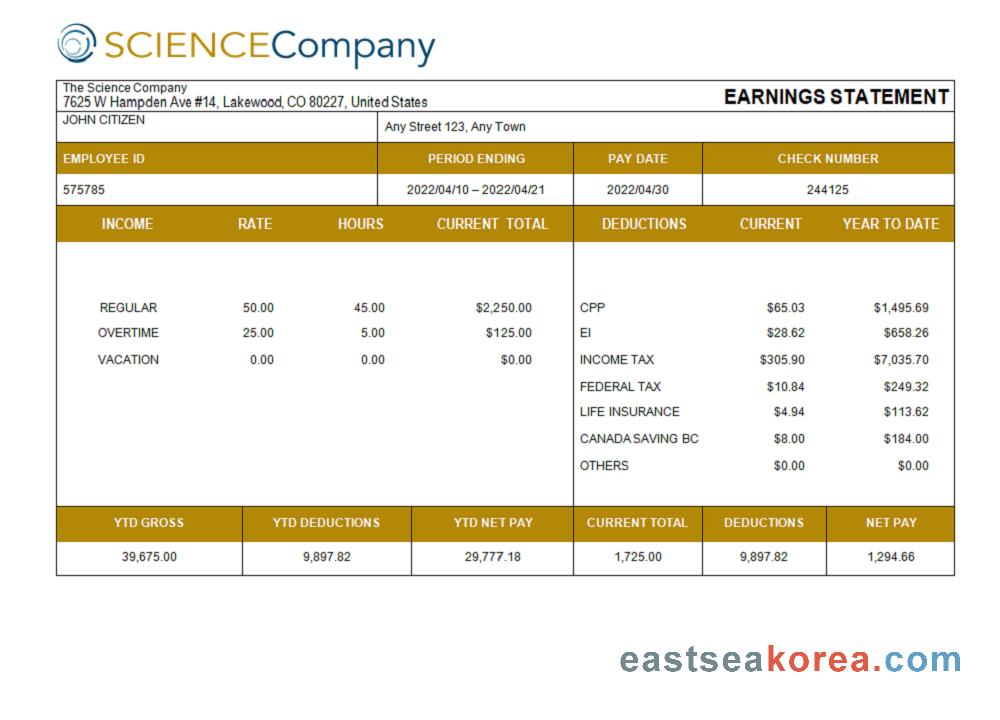 SCIENCECompany
The Science Company
7625 W Hampden Ave #14, Lakewood, CO 80227, United States
EARNINGS STATEMENT
JOHN CITIZEN
Any Street 123, Any Town
EMPLOYEE ID PERIOD ENDING PAY DATE CHECK NUMBER
575785 2022/04/10 – 2022/04/21 2022/04/30 244125
INCOME RATE HOURS CURRENT TOTAL DEDUCTIONS CURRENT YEAR TO DATE
REGULAR 50.00 45.00 $2,250.00 CPP $65.03 $1,495.69
OVERTIME 25.00 5.00 $125.00 EI $28.62 $658.26
VACATION 0.00 0.00 $0.00 INCOME TAX $305.90 $7,035.70
FEDERAL TAX $10.84 $249.32
LIFE INSURANCE $4.94 $113.62
CANADA SAVING BC $8.00 $184.00
OTHERS $0.00 $0.00
YTD GROSS YTD DEDUCTIONS YTD NET PAY CURRENT TOTAL DEDUCTIONS NET PAY
39,675.00 9,897.82 29,777.18 1,725.00 9,897.82 1,294.66
eastseakorea.com